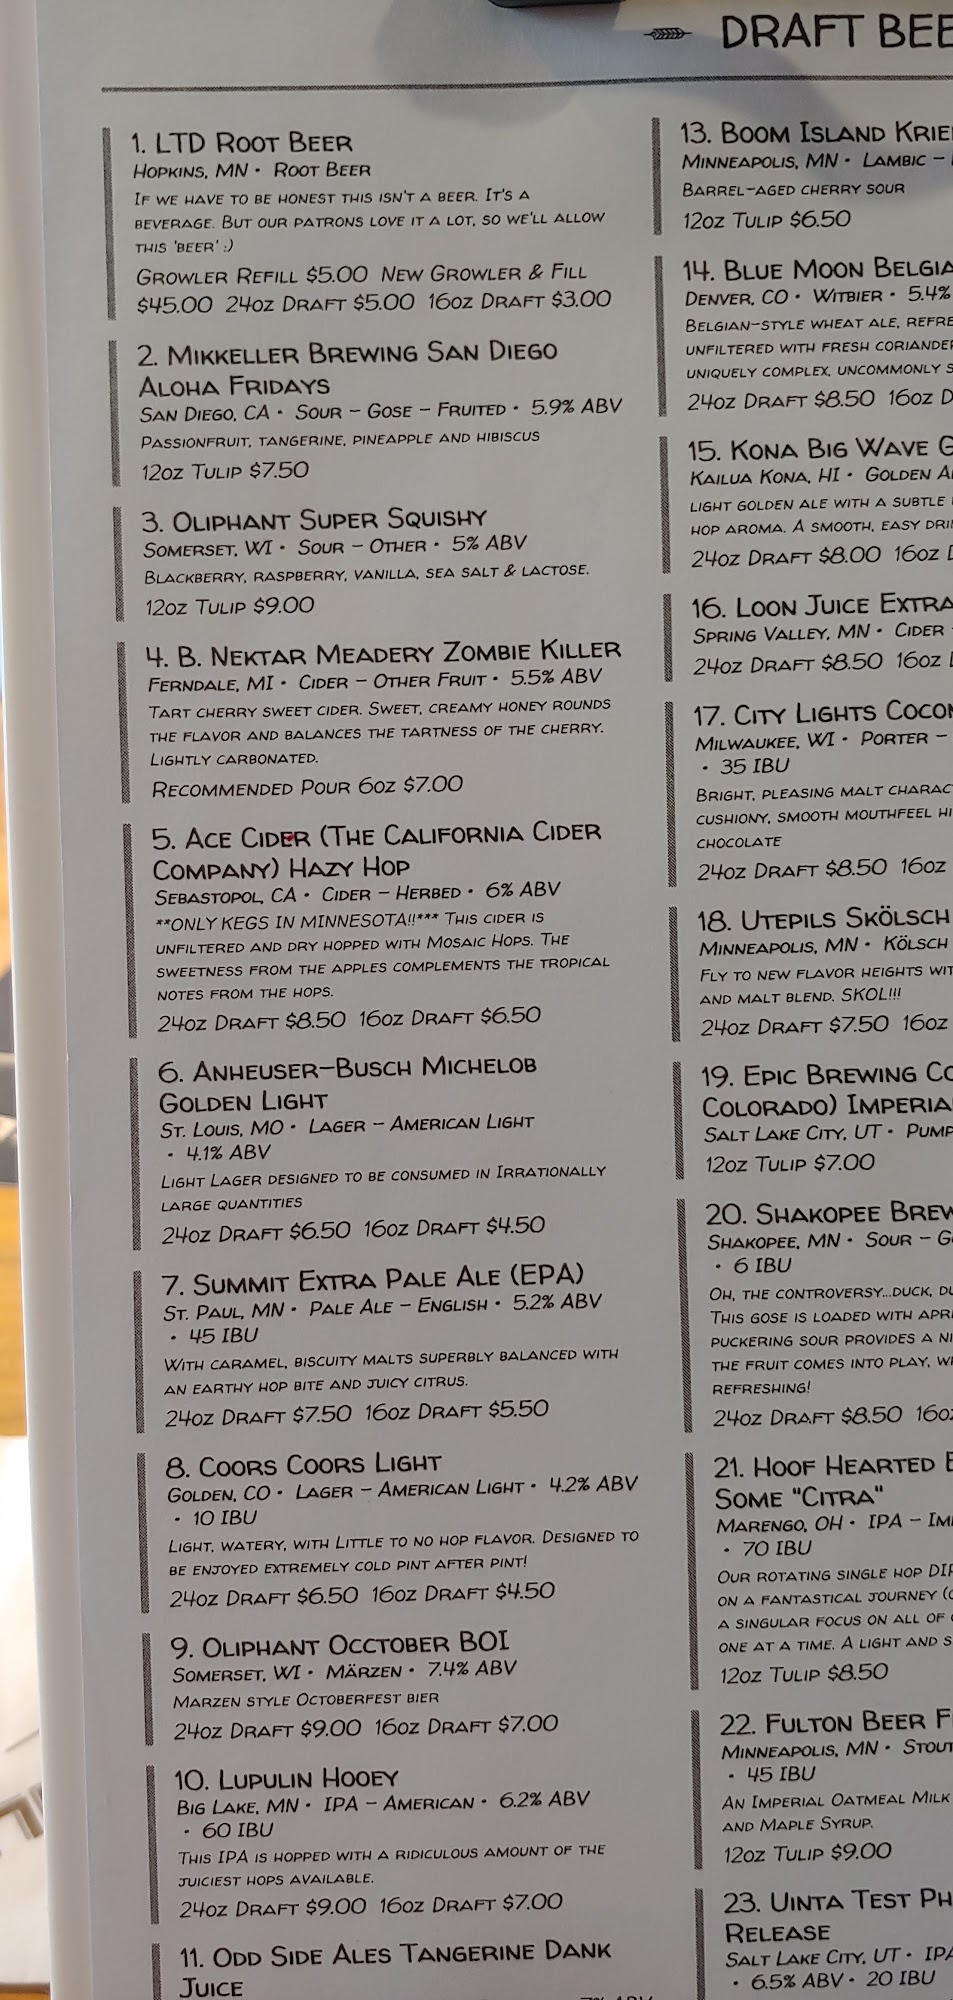 DRAFT
1. LTD ROOT BEER
HOPKINS, MN • ROOT BEER
IF WE HAVE TO BE HONEST THIS ISN'T A BEER. IT'S A
BEVERAGE. BUT OUR PATRONS LOVE IT A LOT, SO WE'LL ALLOW
THIS 'BEER' :)
GROWLER REFILL $5.00 NEW GROWLER & FILL
$45.00 24OZ DRAFT $5.00 16OZ DRAFT $3.00
2. MIKKELLER BREWING SAN DIEGO
ALOHA FRIDAYS
SAN DIEGO, CA • SOUR - GOSE - FRUITED • 5.9% ABV
PASSIONFRUIT, TANGERINE, PINEAPPLE AND HIBISCUS
12OZ TULIP $7.50
3. OLIPHANT SUPER SQUISHY
SOMERSET, WI • SOUR - OTHER • 5% ABV
BLACKBERRY, RASPBERRY, VANILLA, SEA SALT & LACTOSE.
12OZ TULIP $9.00
4. B. NEKTAR MEADERY ZOMBIE KILLER
FERNDALE, MI • CIDER - OTHER FRUIT • 5.5% ABV
TART CHERRY SWEET CIDER. SWEET, CREAMY HONEY ROUNDS
THE FLAVOR AND BALANCES THE TARTNESS OF THE CHERRY.
LIGHTLY CARBONATED.
RECOMMENDED POUR 6OZ $7.00
5. ACE CIDER (THE CALIFORNIA CIDER
COMPANY) HAZY HOP
SEBASTOPOL, CA • CIDER - HERBED • 6% ABV
**ONLY KEGS IN MINNESOTA!!*** THIS CIDER IS
UNFILTERED AND DRY HOPPED WITH MOSAIC HOPS. THE
SWEETNESS FROM THE APPLES COMPLEMENTS THE TROPICAL
NOTES FROM THE HOPS.
24OZ DRAFT $8.50 16OZ DRAFT $6.50
6. ANHEUSER-BUSCH MICHELOB
GOLDEN LIGHT
ST. LOUIS, MO • LAGER - AMERICAN LIGHT
• 4.1% ABV
LIGHT LAGER DESIGNED TO BE CONSUMED IN IRRATIONALLY
LARGE QUANTITIES
24OZ DRAFT $6.50 16OZ DRAFT $4.50
7. SUMMIT EXTRA PALE ALE (EPA)
ST. PAUL, MN • PALE ALE - ENGLISH • 5.2% ABV
• 45 IBU
WITH CARAMEL, BISCUITY MALTS SUPERBLY BALANCED WITH
AN EARTHY HOP BITE AND JUICY CITRUS.
24OZ DRAFT $7.50 16OZ DRAFT $5.50
8. COORS COORS LIGHT
GOLDEN, CO • LAGER - AMERICAN LIGHT • 4.2% ABV
• 10 IBU
LIGHT, WATERY, WITH LITTLE TO NO HOP FLAVOR. DESIGNED TO
BE ENJOYED EXTREMELY COLD PINT AFTER PINT!
24OZ DRAFT $6.50 16OZ DRAFT $4.50
9. OLIPHANT OCCTOBER BOI
SOMERSET, WI • MÄRZEN • 7.4% ABV
MARZEN STYLE OCTOBERFEST BIER
24OZ DRAFT $9.00 16OZ DRAFT $7.00
10. LUPULIN HOOEY
BIG LAKE, MN • IPA - AMERICAN • 6.2% ABV
• 60 IBU
THIS IPA IS HOPPED WITH A RIDICULOUS AMOUNT OF THE
JUICIEST HOPS AVAILABLE.
24OZ DRAFT $9.00 16OZ DRAFT $7.00
11. ODD SIDE ALES TANGERINE DANK
JUICE
13. BOOM ISLAND
MINNEAPOLIS, MN • LAMBIC -
BARREL-AGED CHERRY SOUR
12OZ TULIP $6.50
14. BLUE MOON
DENVER, CO • WITBIER • 5.4%
BELGIAN-STYLE WHEAT ALE,
UNFILTERED WITH FRESH
UNIQUELY COMPLEX, UNCOMMONLY
24OZ DRAFT $8.50 16OZ
15. KONA BIG WAVE
KAILUA KONA, HI • GOLDEN
LIGHT GOLDEN ALE WITH A SUBTLE
HOP AROMA. A SMOOTH, EASY
24OZ DRAFT $8.00 16OZ
16. LOON JUICE EXTRA
SPRING VALLEY, MN • CIDER
24OZ DRAFT $8.50 16OZ
17. CITY LIGHTS
MILWAUKEE, WI • PORTER -
• 35 IBU
BRIGHT, PLEASING MALT
CUSHIONY, SMOOTH MOUTHFEEL
CHOCOLATE
24OZ DRAFT $8.50 16OZ
18. UTEPILS SKÖLSCH
MINNEAPOLIS, MN • KÖLSCH
FLY TO NEW FLAVOR HEIGHTS
AND MALT BLEND. SKOL!!!
24OZ DRAFT $7.50 16OZ
19. EPIC BREWING
COLORADO)
SALT LAKE CITY, UT •
12OZ TULIP $7.00
20. SHAKOPEE
SHAKOPEE, MN • SOUR -
• 6 IBU
OH, THE CONTROVERSY...DUCK,
THIS GOSE IS LOADED WITH
PUCKERING SOUR PROVIDES A
THE FRUIT COMES INTO PLAY,
REFRESHING!
24OZ DRAFT $8.50
21. HOOF HEARTED
SOME "CITRA"
MARENGO, OH • IPA -
• 70 IBU
OUR ROTATING SINGLE HOP
ON A FANTASTICAL JOURNEY
A SINGULAR FOCUS ON ALL OF
ONE AT A TIME. A LIGHT AND
12OZ TULIP $8.50
22. FULTON BEER
MINNEAPOLIS, MN •
• 45 IBU
AN IMPERIAL OATMEAL MILK
AND MAPLE SYRUP.
12OZ TULIP $9.00
23. UINTA TEST
RELEASE
SALT LAKE CITY, UT •
• 6.5% ABV • 20 IBU